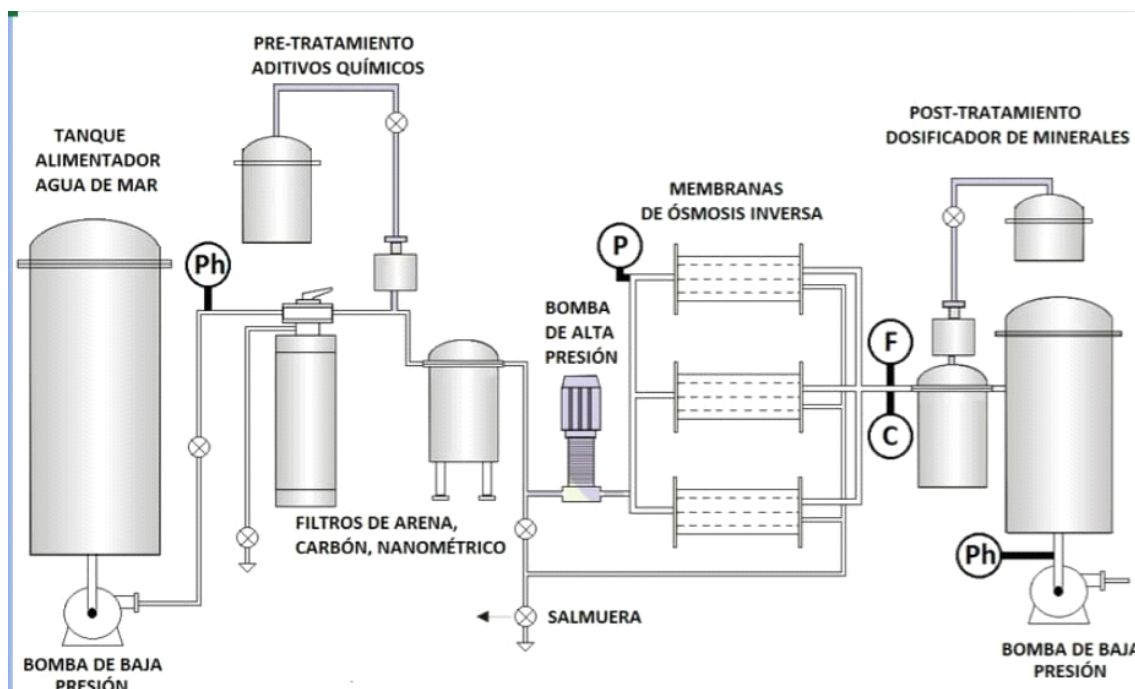 PRE-TRATAMIENTO
ADITIVOS QUÍMICOS
TANQUE
ALIMENTADOR
AGUA DE MAR
POST-TRATAMIENTO
DOSIFICADOR DE MINERALES
MEMBRANAS
DE ÓSMOSIS INVERSA
Ph
P
BOMBA
DE ALTA
PRESIÓN
F
C
FILTROS DE ARENA,
CARBÓN, NANOMÉTRICO
Ph
SALMUERA
BOMBA DE BAJA
PRESIÓN
BOMBA DE BAJA
PRESIÓN